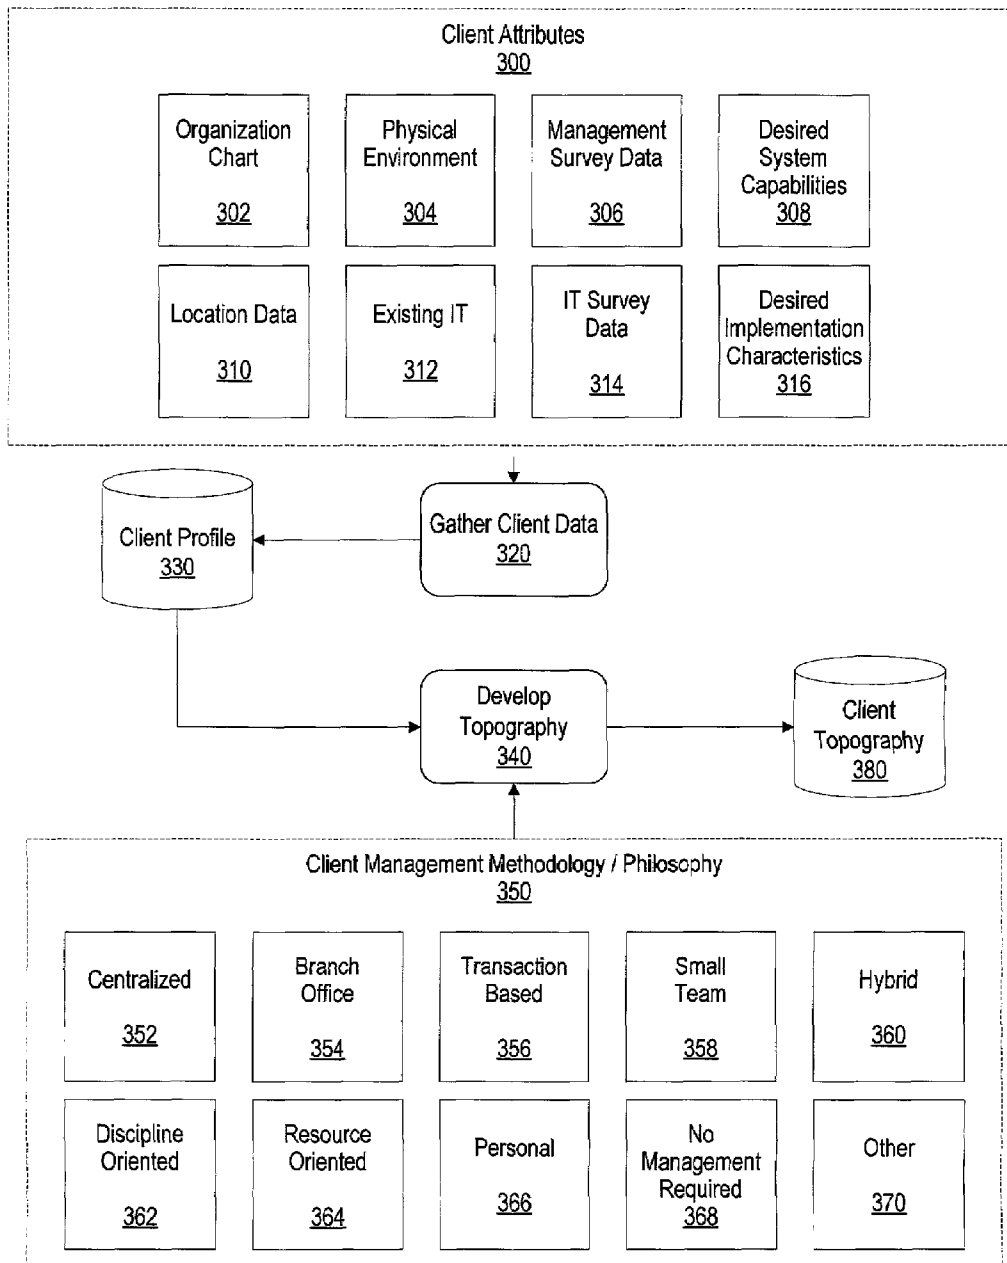 Client Attributes
300
Organization
Chart
302
Physical
Environment
304
Management
Survey Data
306
Desired
System
Capabilities
308
Location Data
310
Existing IT
312
IT Survey
Data
314
Desired
Implementation
Characteristics
316
Client Profile
330
Gather Client Data
320
Develop
Topography
340
Client
Topography
380
Client Management Methodology / Philosophy
350
Centralized
352
Branch
Office
354
Transaction
Based
356
Small
Team
358
Hybrid
360
Discipline
Oriented
362
Resource
Oriented
364
Personal
366
No
Management
Required
368
Other
370